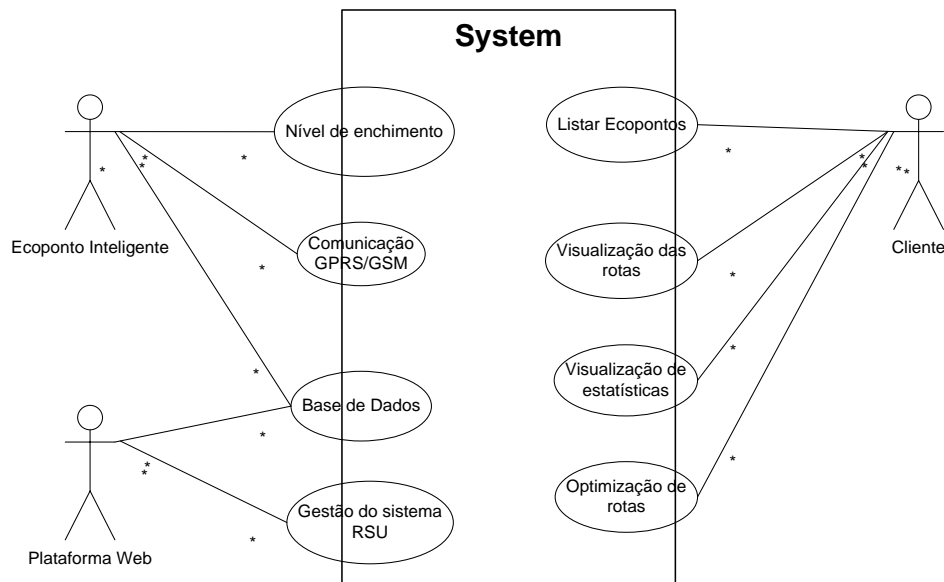 System
Nível de enchimento
Listar Ecopontos
*
*
*
*
*
*
*
*
*
*
Ecoponto Inteligente
Comunicação
GPRS/GSM
Visualização das
rotas
Cliente
*
*
*
*
Visualização de
estatísticas
Base de Dados
*
*
*
*
Optimização de
rotas
Gestão do sistema
RSU
*
Plataforma Web